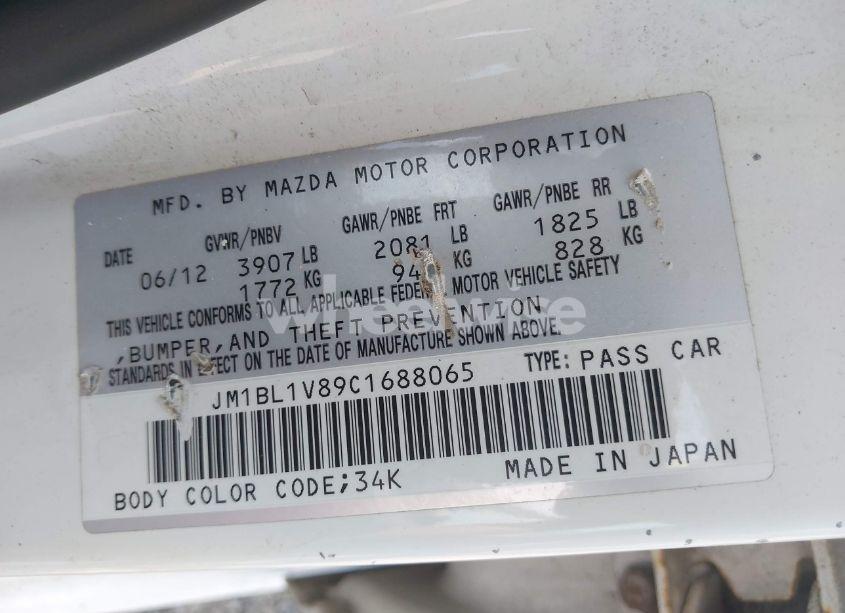 MFD. BY MAZDA MOTOR CORPORATION
DATE GVWR/PNBV GAWR/PNBE FRT GAWR/PNBE RR
06/12 3907 LB 2081 LB 1825 LB
1772 KG 94 KG 828 KG
THIS VEHICLE CONFORMS TO ALL APPLICABLE FEDERAL MOTOR VEHICLE SAFETY
,BUMPER,AND THEFT PREVENTION
STANDARDS IN EFFECT ON THE DATE OF MANUFACTURE SHOWN ABOVE.
JM1BL1V89C1688065 TYPE: PASS CAR
BODY COLOR CODE;34K MADE IN JAPAN
wheelwire